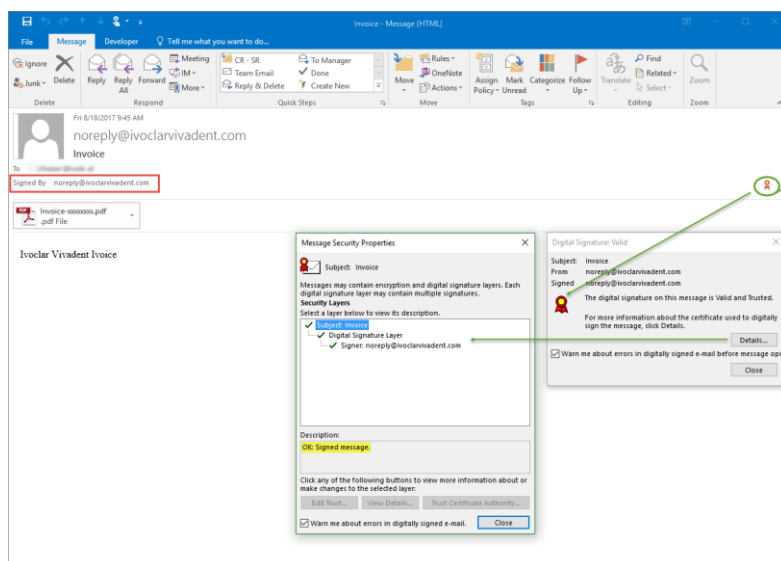 Invoice - Message (HTML)
File Message Developer Tell me what you want to do...
Ignore
Junk
Delete
Reply
Reply All
Forward
Meeting
IM
More
CR - SR
Team Email
Reply & Delete
To Manager
Done
Create New
Move
Rules
OneNote
Actions
Assign Policy
Mark Unread
Categorize
Follow Up
Translate
Find
Related
Select
Zoom
Delete Respond Quick Steps Move Tags Editing Zoom
Fri 8/18/2017 9:45 AM
noreply@ivoclarvivadent.com
Invoice
To
Signed By noreply@ivoclarvivadent.com
PDF
Invoice-xxxxxxxx.pdf
.pdf File
Ivoclar Vivadent Ivoice
Message Security Properties
Subject: Invoice
Messages may contain encryption and digital signature layers. Each
digital signature layer may contain multiple signatures.
Security Layers
Select a layer below to view its description.
Subject: Invoice
Digital Signature Layer
Signer: noreply@ivoclarvivadent.com
Description:
OK: Signed message.
Click any of the following buttons to view more information about or
make changes to the selected layer:
Edit Trust... View Details... Trust Certificate Authority...
Warn me about errors in digitally signed e-mail. Close
Digital Signature: Valid
Subject: Invoice
From noreply@ivoclarvivadent.com
Signed noreply@ivoclarvivadent.com
The digital signature on this message is Valid and Trusted.
For more information about the certificate used to digitally
sign the message, click Details.
Details...
Warn me about errors in digitally signed e-mail before message ope
Close